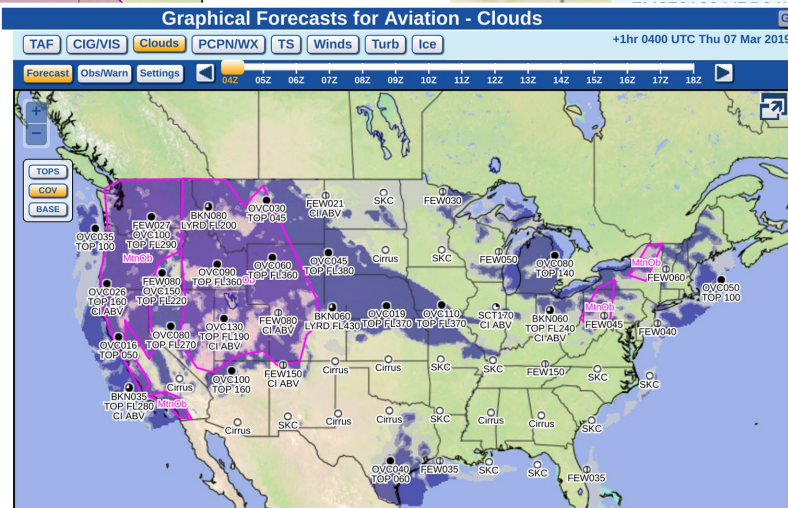 Graphical Forecasts for Aviation - Clouds
TAF CIG/VIS Clouds PCPN/WX TS Winds Turb Ice
+1hr 0400 UTC Thu 07 Mar 2019
Forecast Obs/Warn Settings
04Z 05Z 06Z 07Z 08Z 09Z 10Z 11Z 12Z 13Z 14Z 15Z 16Z 17Z 18Z
+
−
TOPS
COV
BASE
OVC035
TOP 100
FEW027
OVC100
TOP FL290
MtnOb
BKN080
LYRD FL200
OVC030
TOP 045
FEW021
CI ABV
SKC
FEW030
OVC026
TOP 160
CI ABV
FEW080
OVC150
TOP FL220
OVC090
TOP FL360
Ob
OVC060
TOP FL360
OVC045
TOP FL380
Cirrus
SKC
FEW050
OVC080
TOP 140
MtnOb
FEW060
OVC050
TOP 100
OVC016
TOP 050
OVC080
TOP FL270
OVC130
TOP FL190
CI ABV
FEW080
CI ABV
BKN060
LYRD FL430
OVC019
TOP FL370
OVC110
TOP FL370
SCT170
CI ABV
BKN060
TOP FL240
CI ABV
MtnOb
FEW045
FEW040
BKN035
TOP FL280
CI ABV
MtnOb
Cirrus
OVC100
TOP 160
FEW150
CI ABV
Cirrus
Cirrus
SKC
SKC
FEW150
SKC
SKC
Cirrus
SKC
Cirrus
Cirrus
SKC
Cirrus
Cirrus
SKC
OVC040
TOP 060
FEW035
SKC
SKC
FEW035